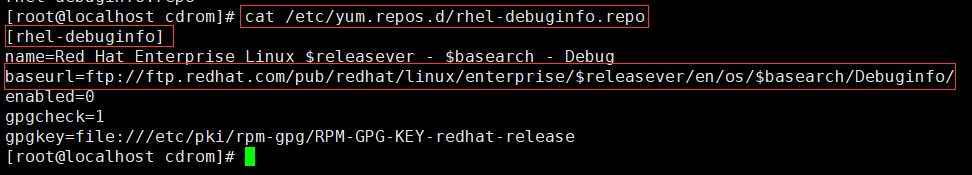 [root@localhost cdrom]# cat /etc/yum.repos.d/rhel-debuginfo.repo
[rhel-debuginfo]
name=Red Hat Enterprise Linux $releasever - $basearch - Debug
baseurl=ftp://ftp.redhat.com/pub/redhat/linux/enterprise/$releasever/en/os/$basearch/Debuginfo/
enabled=0
gpgcheck=1
gpgkey=file:///etc/pki/rpm-gpg/RPM-GPG-KEY-redhat-release
[root@localhost cdrom]#